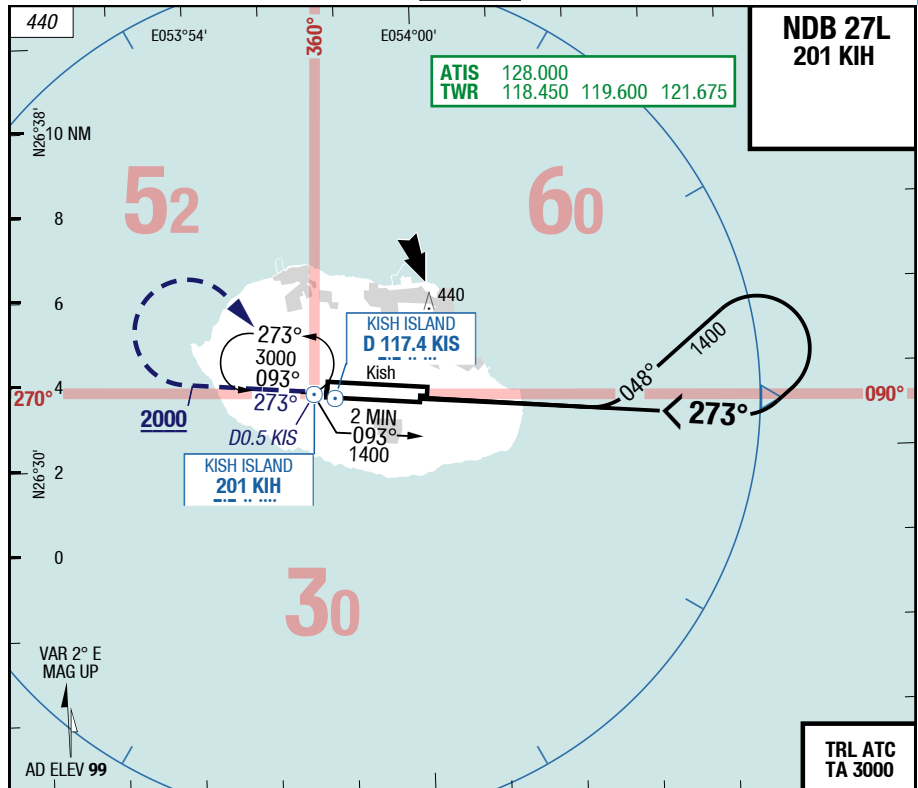 440
E053°54'
360°
E054°00'
NDB 27L
201 KIH
ATIS 128.000
TWR 118.450 119.600 121.675
N26°38'
10 NM
52
60
8
6
440
KISH ISLAND
D 117.4 KIS
273°
3000
093°
Kish
1400
048°
270°
4
273°
273°
090°
2000
D0.5 KIS
2 MIN
093°
1400
KISH ISLAND
201 KIH
N26°30'
2
0
30
VAR 2° E
MAG UP
AD ELEV 99
TRL ATC
TA 3000